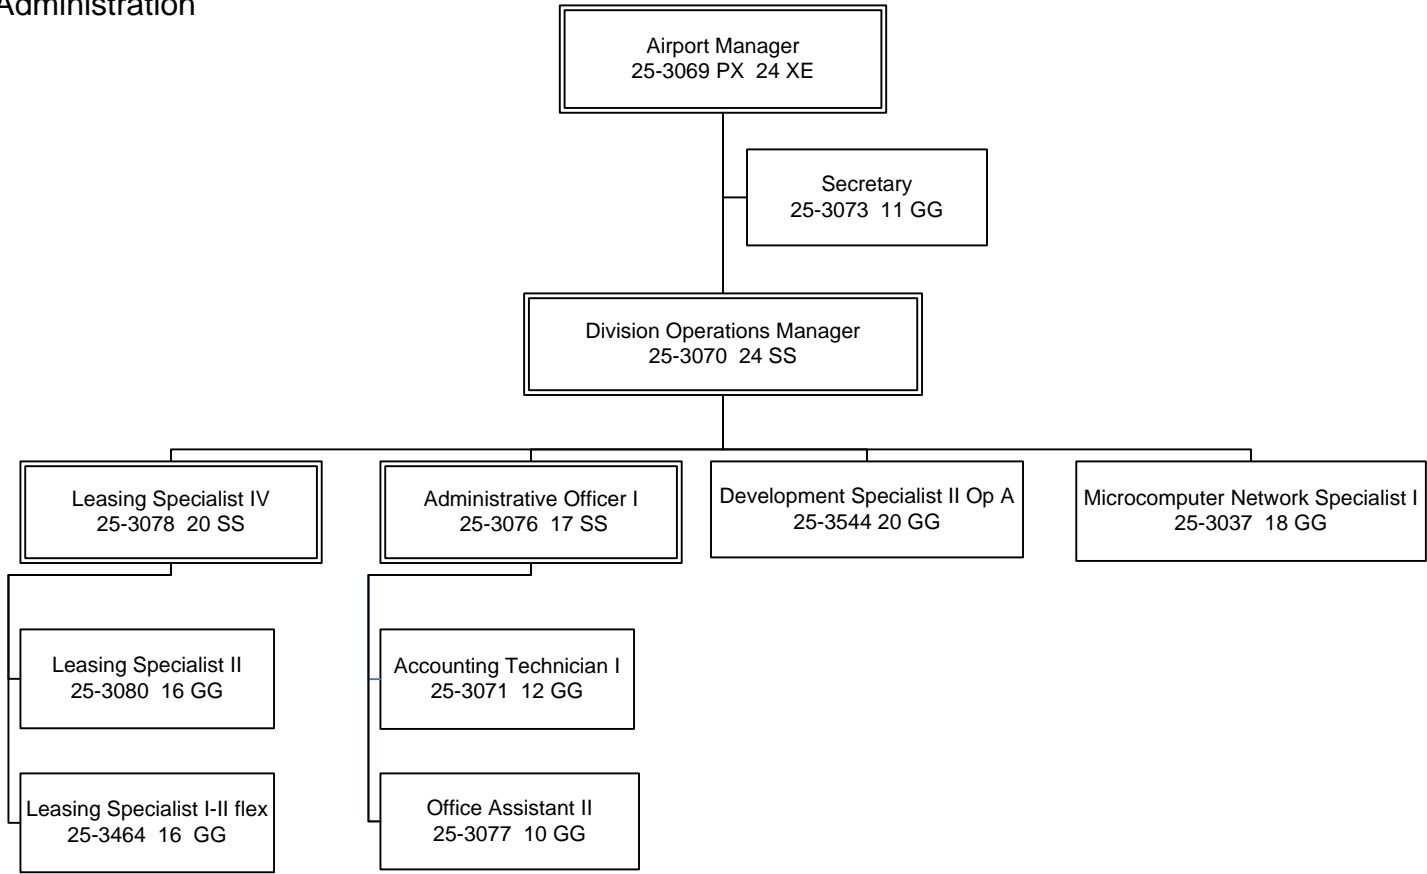 Administration
Airport Manager
25-3069 PX 24 XE
Secretary
25-3073 11 GG
Division Operations Manager
25-3070 24 SS
Leasing Specialist IV
25-3078 20 SS
Administrative Officer I
25-3076 17 SS
Development Specialist II Op A
25-3544 20 GG
Microcomputer Network Specialist I
25-3037 18 GG
Leasing Specialist II
25-3080 16 GG
Accounting Technician I
25-3071 12 GG
Leasing Specialist I-II flex
25-3464 16 GG
Office Assistant II
25-3077 10 GG